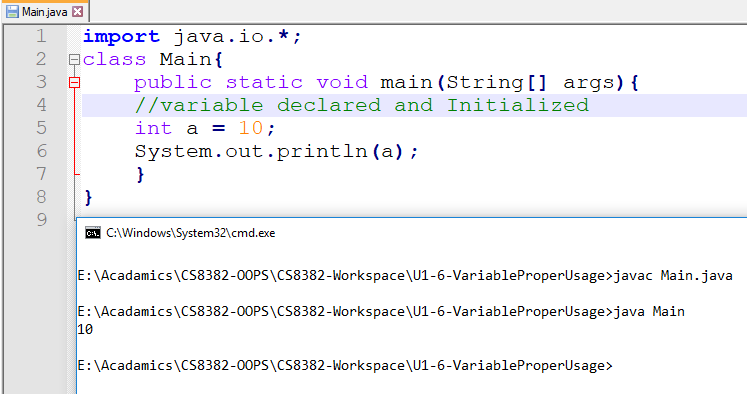 Main.java
1 import java.io.*;
2 class Main{
3 public static void main(String[] args){
4 //variable declared and Initialized
5 int a = 10;
6 System.out.println(a);
7 }
8 }
9
C:\Windows\System32\cmd.exe
E:\Acadamics\CS8382-OOPS\CS8382-Workspace\U1-6-VariableProperUsage>javac Main.java
E:\Acadamics\CS8382-OOPS\CS8382-Workspace\U1-6-VariableProperUsage>java Main
10
E:\Acadamics\CS8382-OOPS\CS8382-Workspace\U1-6-VariableProperUsage>